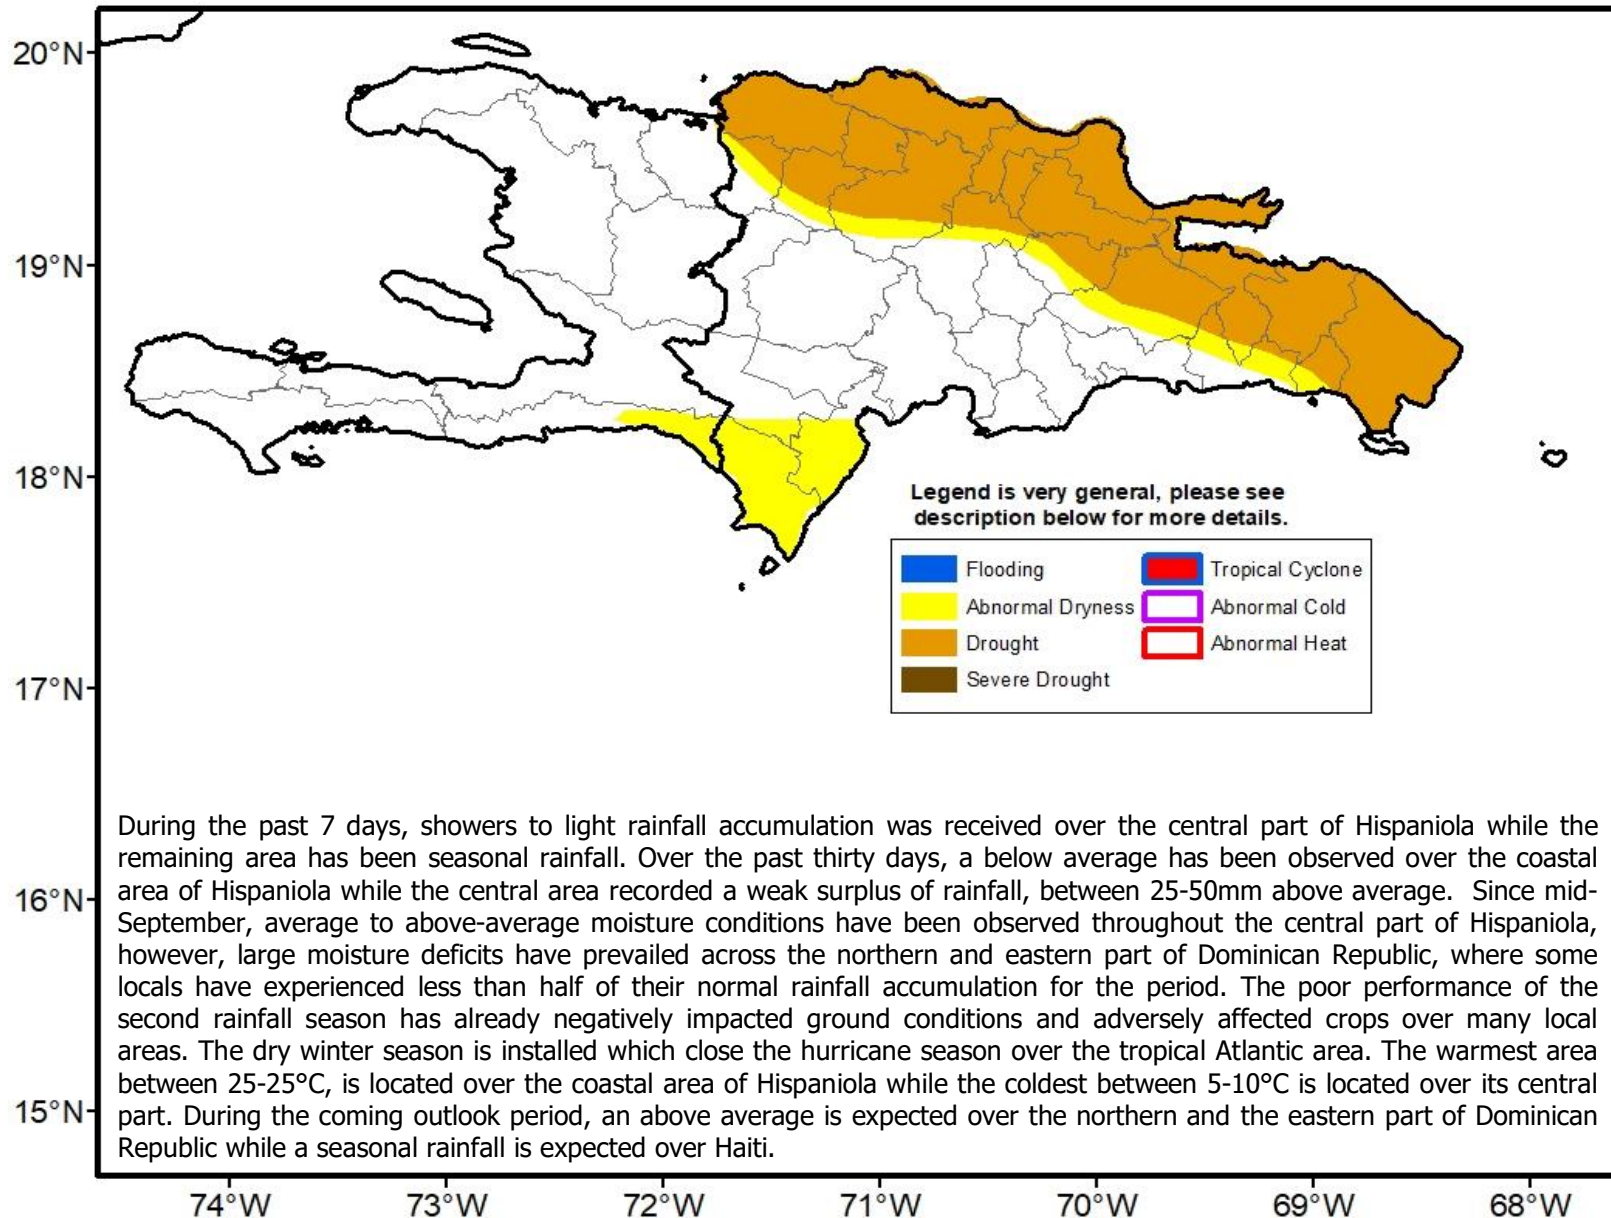 20°N
19°N
18°N
17°N
16°N
15°N
Legend is very general, please see
description below for more details.
Flooding
Tropical Cyclone
Abnormal Dryness
Abnormal Cold
Drought
Abnormal Heat
Severe Drought
During the past 7 days, showers to light rainfall accumulation was received over the central part of Hispaniola while the
remaining area has been seasonal rainfall. Over the past thirty days, a below average has been observed over the coastal
area of Hispaniola while the central area recorded a weak surplus of rainfall, between 25-50mm above average. Since mid-
September, average to above-average moisture conditions have been observed throughout the central part of Hispaniola,
however, large moisture deficits have prevailed across the northern and eastern part of Dominican Republic, where some
locals have experienced less than half of their normal rainfall accumulation for the period. The poor performance of the
second rainfall season has already negatively impacted ground conditions and adversely affected crops over many local
areas. The dry winter season is installed which close the hurricane season over the tropical Atlantic area. The warmest area
between 25-25°C, is located over the coastal area of Hispaniola while the coldest between 5-10°C is located over its central
part. During the coming outlook period, an above average is expected over the northern and the eastern part of Dominican
Republic while a seasonal rainfall is expected over Haiti.
74°W
73°W
72°W
71°W
70°W
69°W
68°W